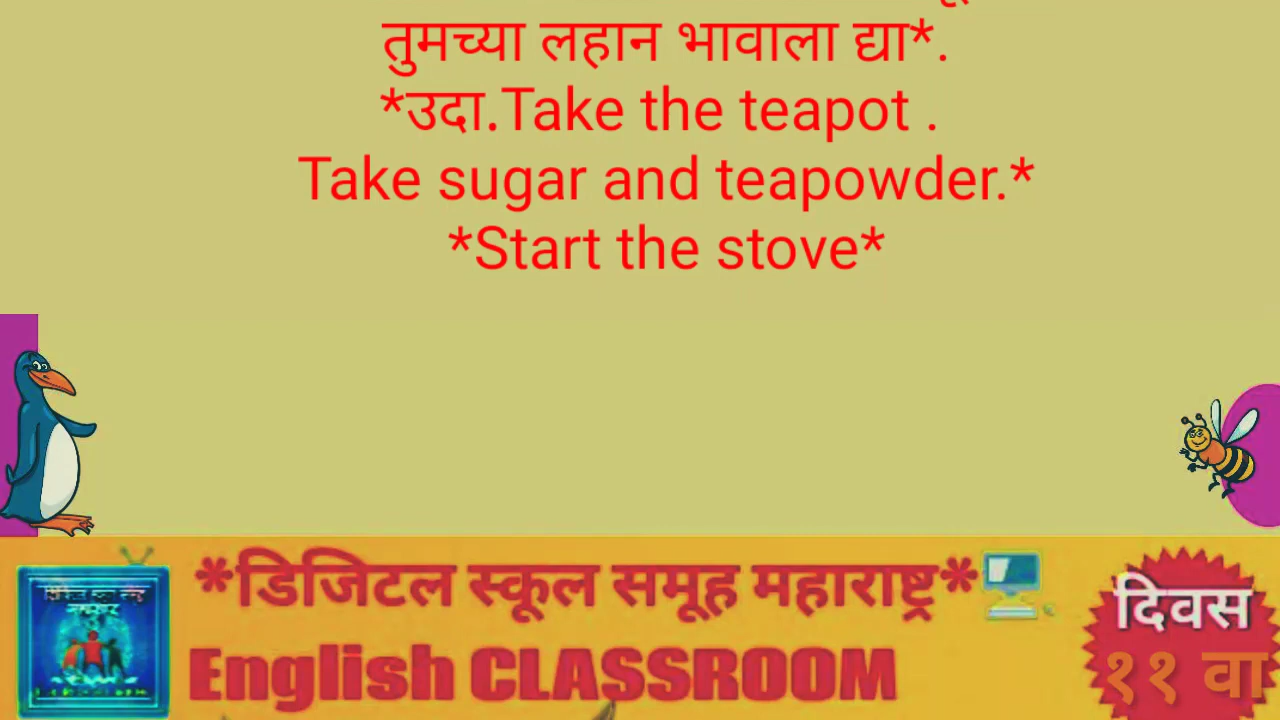 तुमच्या लहान भावाला द्या*.
*उदा.Take the teapot .
Take sugar and teapowder.*
*Start the stove*
*डिजिटल स्कूल समूह महाराष्ट्र*
English CLASSROOM
दिवस
११ वा